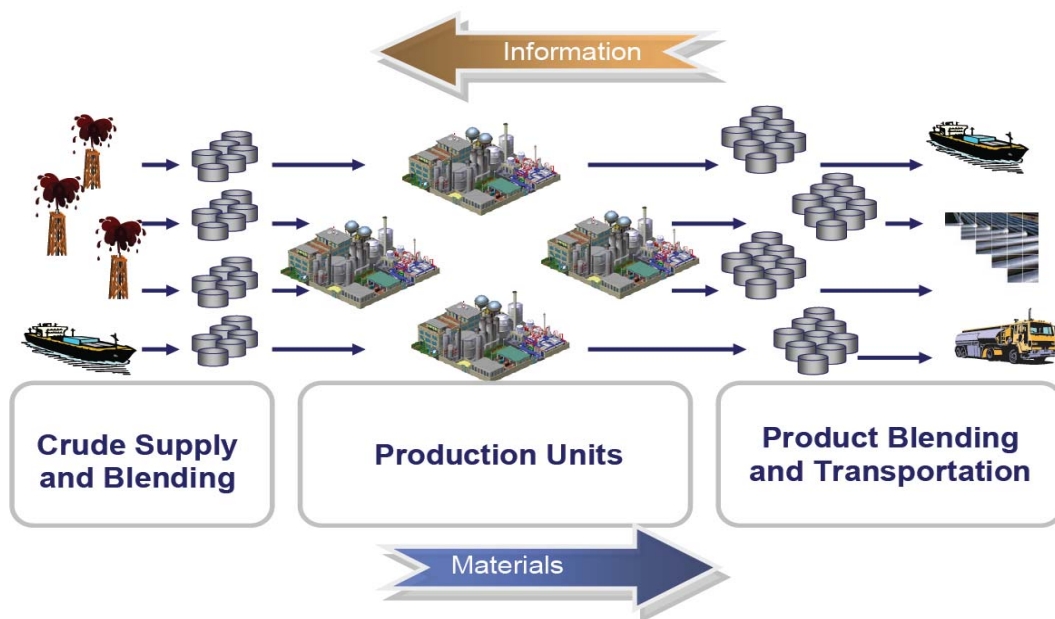 Information
Crude Supply
and Blending
Production Units
Product Blending
and Transportation
Materials